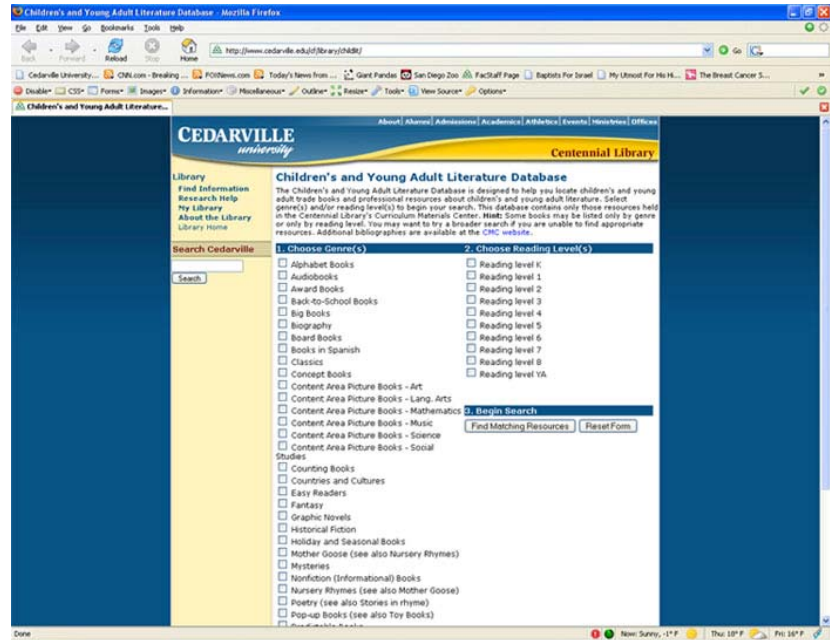 Children's and Young Adult Literature Database - Mozilla Firefox
File Edit View Go Bookmarks Tools Help
Back Forward Reload Stop Home http://www.cedarville.edu/cf/library/childlit/ Go
Cedarville University... CNN.com - Breaking ... FOXNews.com Today's News from ... Giant Pandas San Diego Zoo FacStaff Page Baptists For Israel My Utmost For His Hi... The Breast Cancer S...
Disable CSS Forms Images Information Miscellaneous Outline Resize Tools View Source Options
Children's and Young Adult Literature...
About| Alumni| Admissions| Academics| Athletics| Events| Ministries| Offices
CEDARVILLE
university
Centennial Library
Library
Find Information
Research Help
My Library
About the Library
Library Home
Search Cedarville
Search
Children's and Young Adult Literature Database
The Children's and Young Adult Literature Database is designed to help you locate children's and young
adult trade books and professional resources about children's and young adult literature. Select
genre(s) and/or reading level(s) to begin your search. This database contains only those resources held
in the Centennial Library's Curriculum Materials Center. Hint: Some books may be listed only by genre
or only by reading level. You may want to try a broader search if you are unable to find appropriate
resources. Additional bibliographies are available at the CMC website.
1. Choose Genre(s)
Alphabet Books
Audiobooks
Award Books
Back-to-School Books
Big Books
Biography
Board Books
Books in Spanish
Classics
Concept Books
Content Area Picture Books - Art
Content Area Picture Books - Lang. Arts
Content Area Picture Books - Mathematics
Content Area Picture Books - Music
Content Area Picture Books - Science
Content Area Picture Books - Social
Studies
Counting Books
Countries and Cultures
Easy Readers
Fantasy
Graphic Novels
Historical Fiction
Holiday and Seasonal Books
Mother Goose (see also Nursery Rhymes)
Mysteries
Nonfiction (Informational) Books
Nursery Rhymes (see also Mother Goose)
Poetry (see also Stories in rhyme)
Pop-up Books (see also Toy Books)
Predictable Books
2. Choose Reading Level(s)
Reading level K
Reading level 1
Reading level 2
Reading level 3
Reading level 4
Reading level 5
Reading level 6
Reading level 7
Reading level 8
Reading level YA
3. Begin Search
Find Matching Resources Reset Form
Done
Now: Sunny, -1° F Thu: 18° F Fri: 16° F